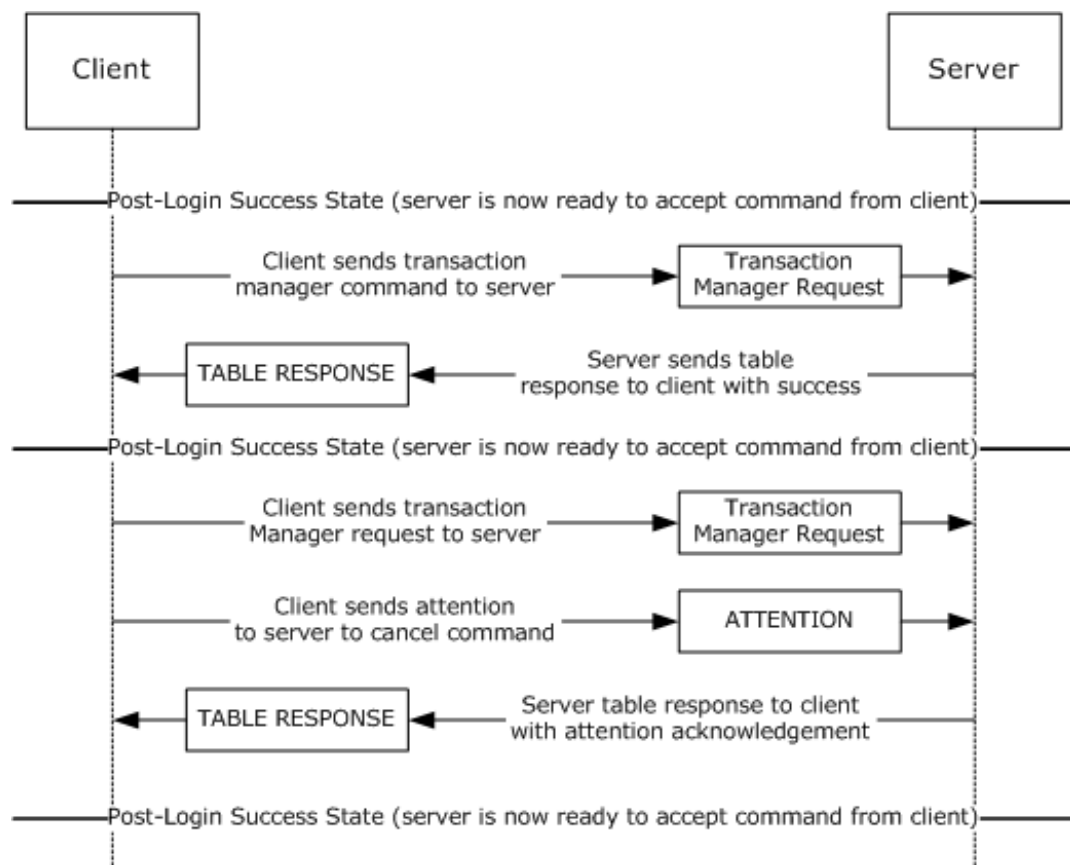 Client
Server
Post-Login Success State (server is now ready to accept command from client)
Client sends transaction
manager command to server
Transaction
Manager Request
TABLE RESPONSE
Server sends table
response to client with success
Post-Login Success State (server is now ready to accept command from client)
Client sends transaction
Manager request to server
Transaction
Manager Request
Client sends attention
to server to cancel command
ATTENTION
TABLE RESPONSE
Server table response to client
with attention acknowledgement
Post-Login Success State (server is now ready to accept command from client)